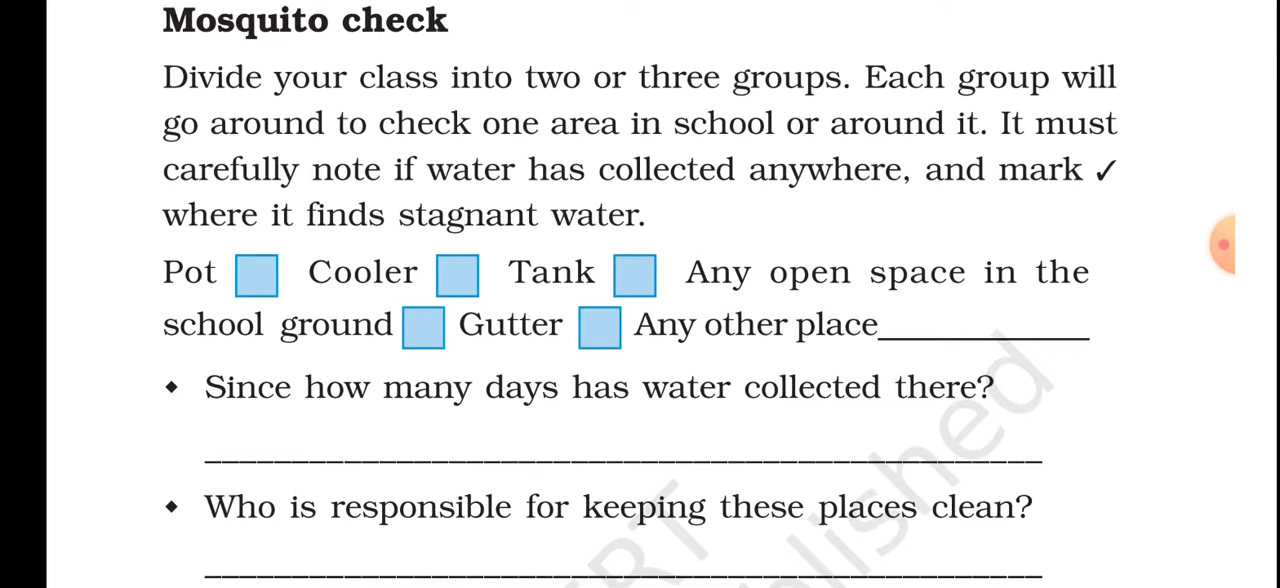 Mosquito check
Divide your class into two or three groups. Each group will
go around to check one area in school or around it. It must
carefully note if water has collected anywhere, and mark ✓
where it finds stagnant water.
Pot Cooler Tank Any open space in the
school ground Gutter Any other place____________
◆ Since how many days has water collected there?
◆ Who is responsible for keeping these places clean?